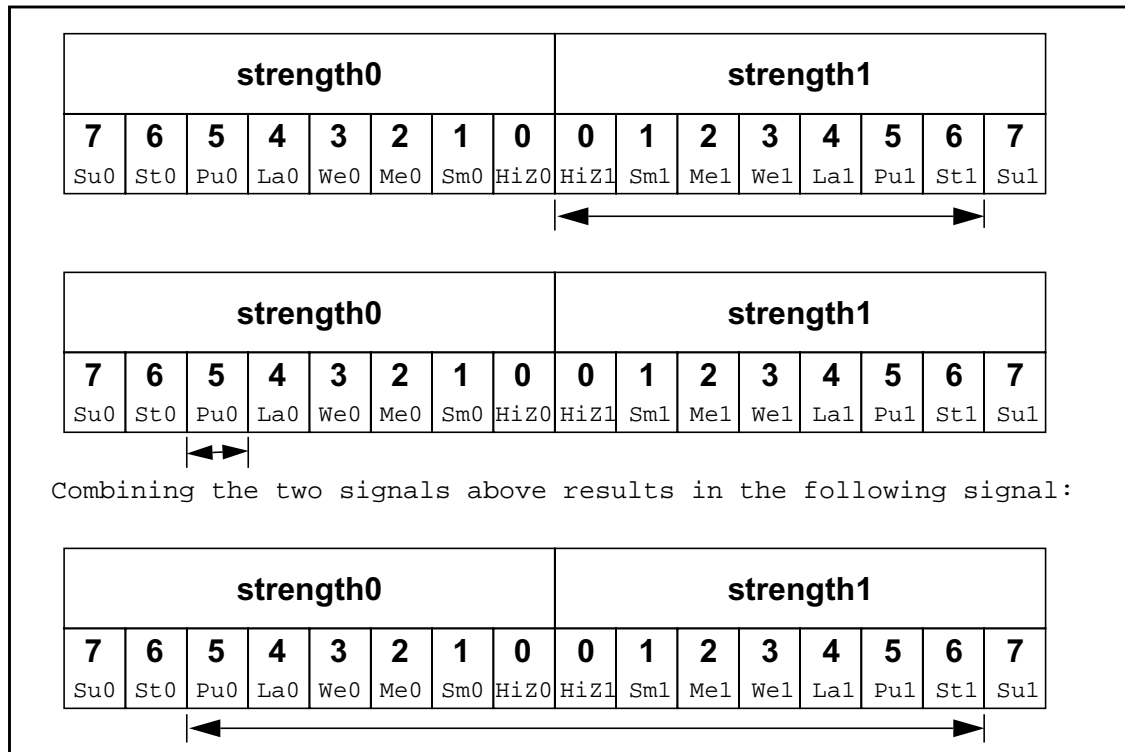 strength0 strength1
7 6 5 4 3 2 1 0 0 1 2 3 4 5 6 7
Su0 St0 Pu0 La0 We0 Me0 Sm0 HiZ0 HiZ1 Sm1 Me1 We1 La1 Pu1 St1 Su1
strength0 strength1
7 6 5 4 3 2 1 0 0 1 2 3 4 5 6 7
Su0 St0 Pu0 La0 We0 Me0 Sm0 HiZ0 HiZ1 Sm1 Me1 We1 La1 Pu1 St1 Su1
Combining the two signals above results in the following signal:
strength0 strength1
7 6 5 4 3 2 1 0 0 1 2 3 4 5 6 7
Su0 St0 Pu0 La0 We0 Me0 Sm0 HiZ0 HiZ1 Sm1 Me1 We1 La1 Pu1 St1 Su1